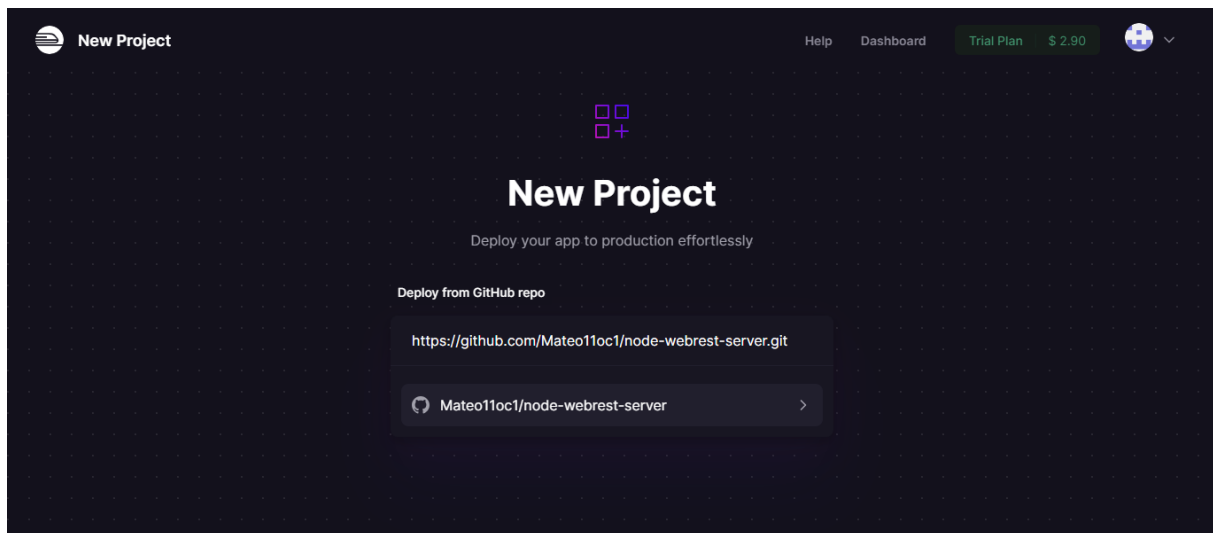 New Project
Help Dashboard Trial Plan $ 2.90
New Project
Deploy your app to production effortlessly
Deploy from GitHub repo
https://github.com/Mateo11oc1/node-webrest-server.git
Mateo11oc1/node-webrest-server